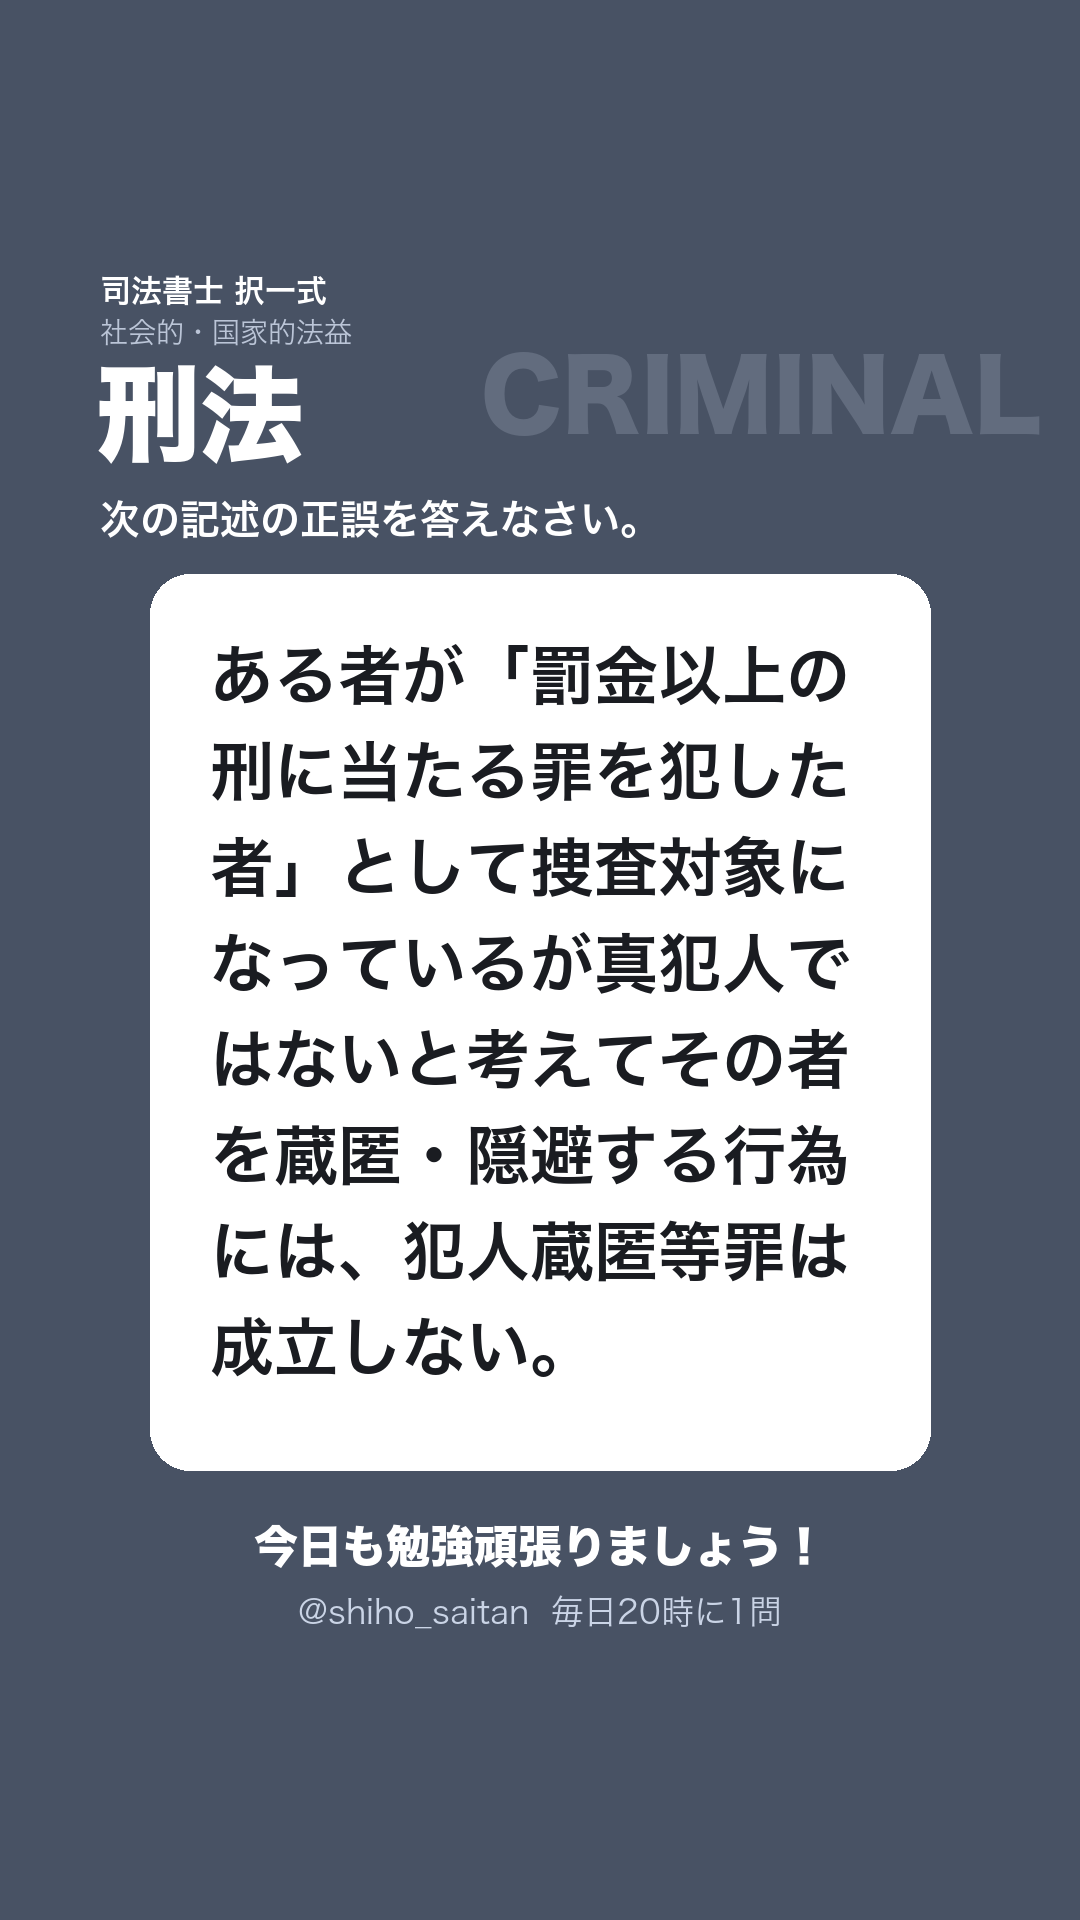 司法書士 択一式
社会的・国家的法益
刑法
CRIMINAL
次の記述の正誤を答えなさい。
ある者が「罰金以上の
刑に当たる罪を犯した
者」として捜査対象に
なっているが真犯人で
はないと考えてその者
を蔵匿・隠避する行為
には、犯人蔵匿等罪は
成立しない。
今日も勉強頑張りましょう！
@shiho_saitan 毎日20時に1問